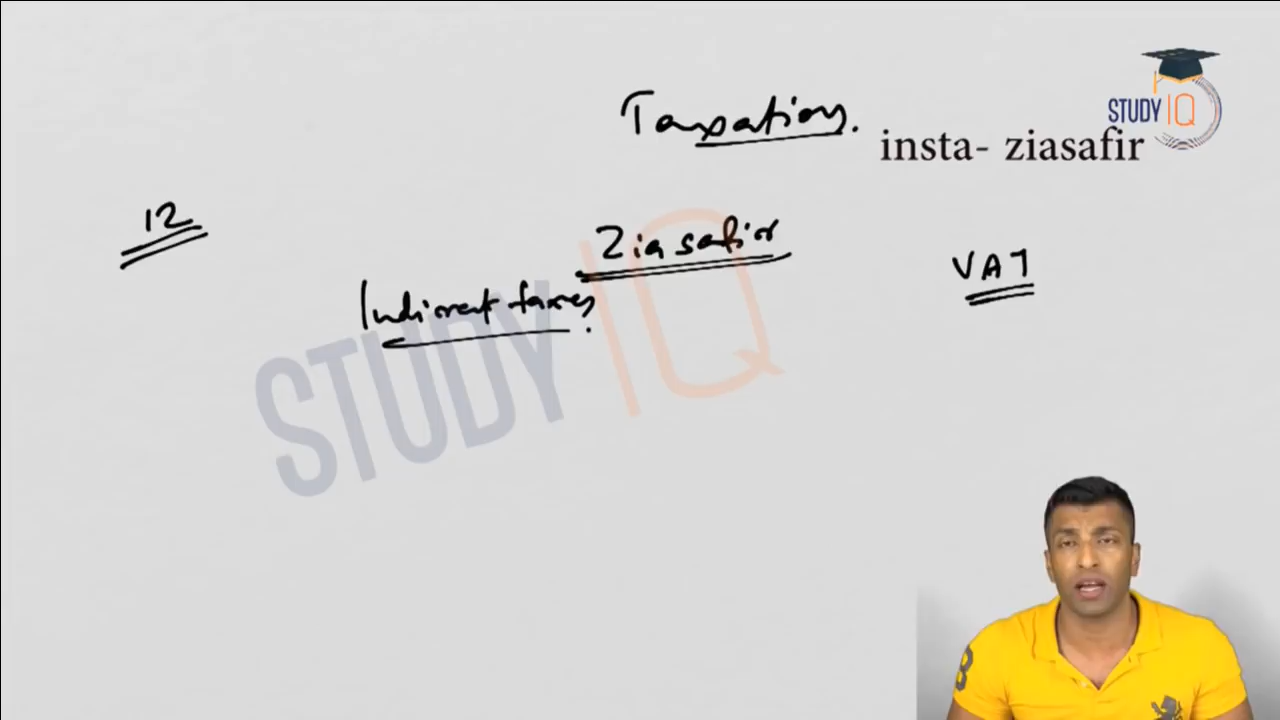 Taxation.
STUDY IQ
insta- ziasafir
12
Ziasafir
VAT
Indirect taxes.
STUDY IQ